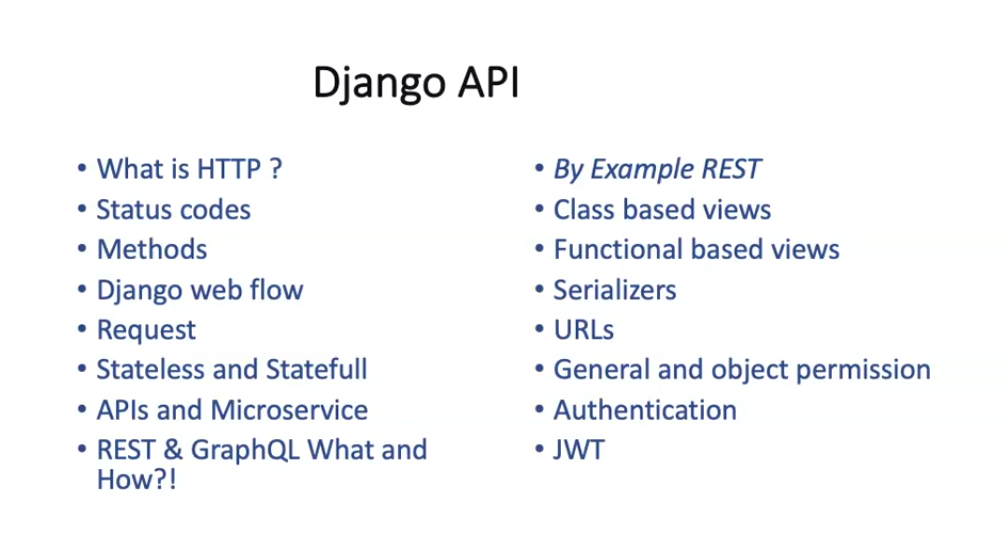 Django API
• What is HTTP ?
• Status codes
• Methods
• Django web flow
• Request
• Stateless and Statefull
• APIs and Microservice
• REST & GraphQL What and
How?!
• By Example REST
• Class based views
• Functional based views
• Serializers
• URLs
• General and object permission
• Authentication
• JWT